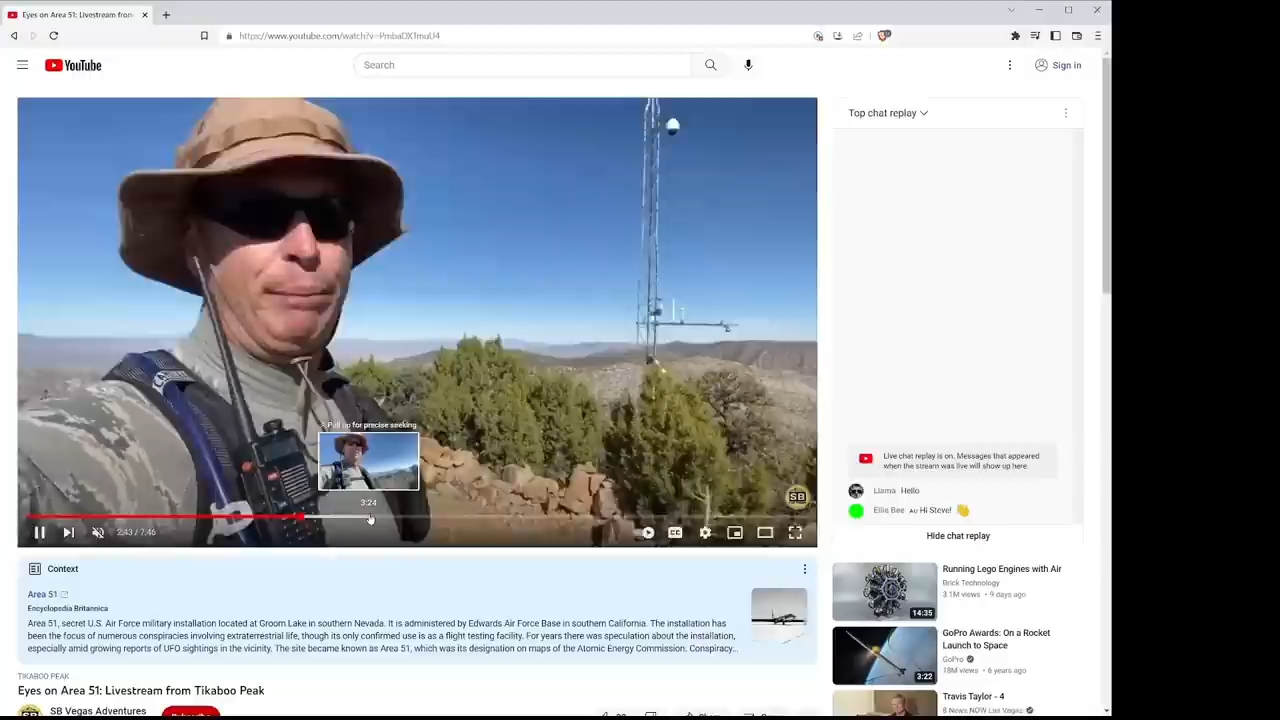 Eyes on Area 51: Livestream from
https://www.youtube.com/watch?v=PmbaDX1muU4
YouTube
Search
Sign in
Top chat replay
Pull up for precise seeking
3:24
SB
2:43 / 7:46
CC
Live chat replay is on. Messages that appeared
when the stream was live will show up here.
Llama Hello
Ellie Bee AU Hi Steve! 👋
Hide chat replay
Context
Area 51
Encyclopedia Britannica
Area 51, secret U.S. Air Force military installation located at Groom Lake in southern Nevada. It is administered by Edwards Air Force Base in southern California. The installation has
been the focus of numerous conspiracies involving extraterrestrial life, though its only confirmed use is as a flight testing facility. For years there was speculation about the installation,
especially amid growing reports of UFO sightings in the vicinity. The site became known as Area 51, which was its designation on maps of the Atomic Energy Commission. Conspiracy...
TIKABOO PEAK
Eyes on Area 51: Livestream from Tikaboo Peak
SB Vegas Adventures
Running Lego Engines with Air
Brick Technology
3.1M views • 9 days ago
14:35
GoPro Awards: On a Rocket
Launch to Space
GoPro
18M views • 6 years ago
3:22
Travis Taylor - 4
8 News NOW Las Vegas